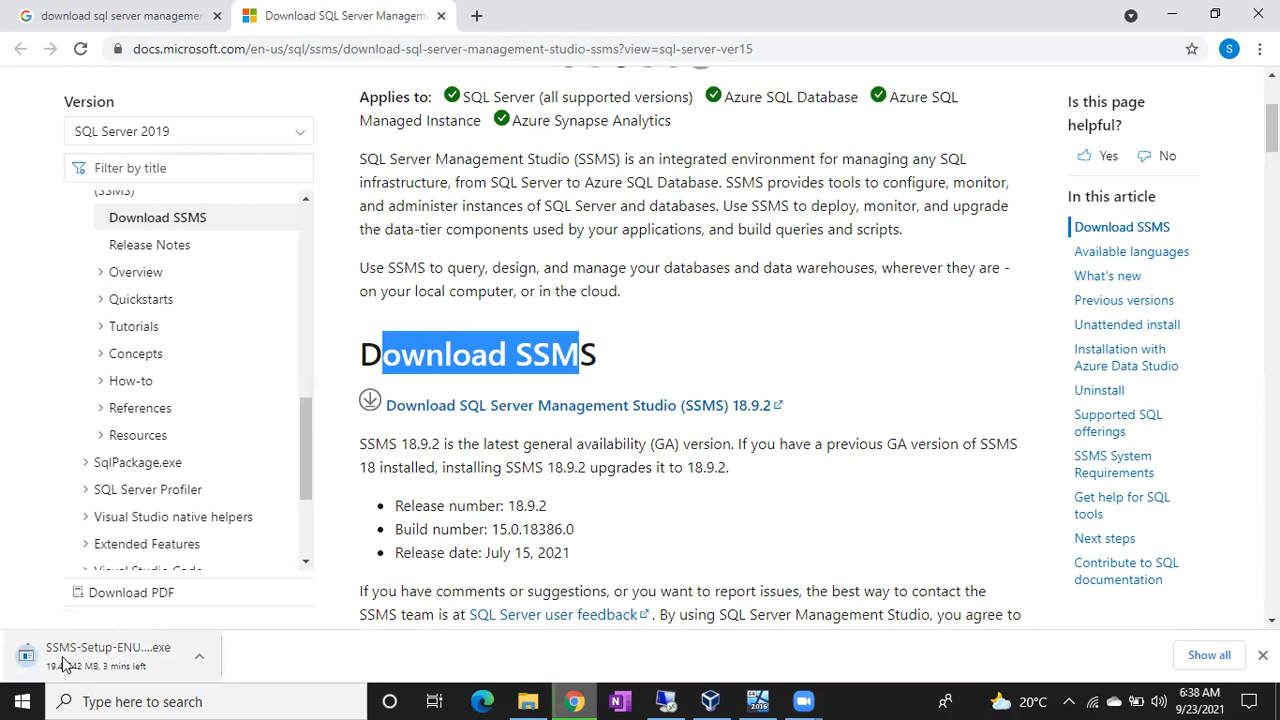 download sql server managemen
Download SQL Server Managem
docs.microsoft.com/en-us/sql/ssms/download-sql-server-management-studio-ssms?view=sql-server-ver15
S
Version
SQL Server 2019
Filter by title
(SSMS)
Download SSMS
Release Notes
Overview
Quickstarts
Tutorials
Concepts
How-to
References
Resources
SqlPackage.exe
SQL Server Profiler
Visual Studio native helpers
Extended Features
Visual Studio Code
Download PDF
Applies to: SQL Server (all supported versions) Azure SQL Database Azure SQL
Managed Instance Azure Synapse Analytics
SQL Server Management Studio (SSMS) is an integrated environment for managing any SQL
infrastructure, from SQL Server to Azure SQL Database. SSMS provides tools to configure, monitor,
and administer instances of SQL Server and databases. Use SSMS to deploy, monitor, and upgrade
the data-tier components used by your applications, and build queries and scripts.
Use SSMS to query, design, and manage your databases and data warehouses, wherever they are -
on your local computer, or in the cloud.
Download SSMS
Download SQL Server Management Studio (SSMS) 18.9.2
SSMS 18.9.2 is the latest general availability (GA) version. If you have a previous GA version of SSMS
18 installed, installing SSMS 18.9.2 upgrades it to 18.9.2.
• Release number: 18.9.2
• Build number: 15.0.18386.0
• Release date: July 15, 2021
If you have comments or suggestions, or you want to report issues, the best way to contact the
SSMS team is at SQL Server user feedback. By using SQL Server Management Studio, you agree to
Is this page
helpful?
Yes No
In this article
Download SSMS
Available languages
What's new
Previous versions
Unattended install
Installation with
Azure Data Studio
Uninstall
Supported SQL
offerings
SSMS System
Requirements
Get help for SQL
tools
Next steps
Contribute to SQL
documentation
SSMS-Setup-ENU....exe
MB, 3 mins left
Show all
Type here to search
2016
20°C
6:38 AM
9/23/2021